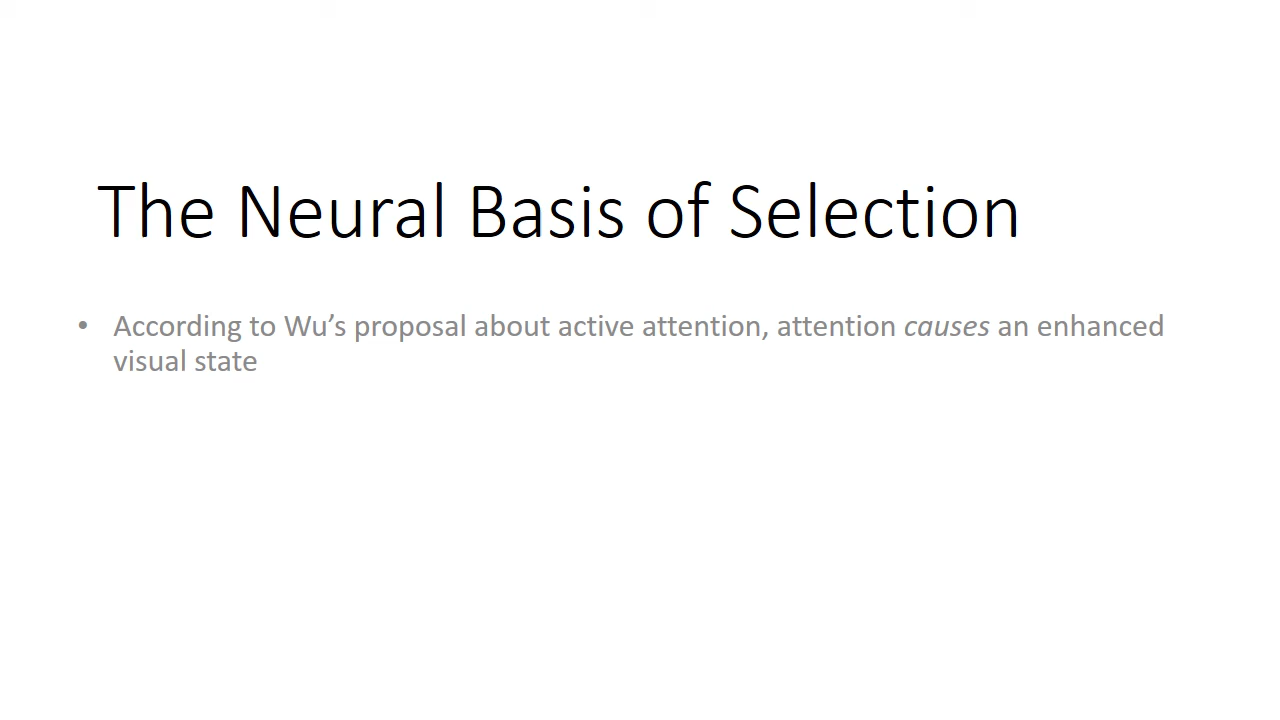 The Neural Basis of Selection
• According to Wu’s proposal about active attention, attention causes an enhanced
visual state